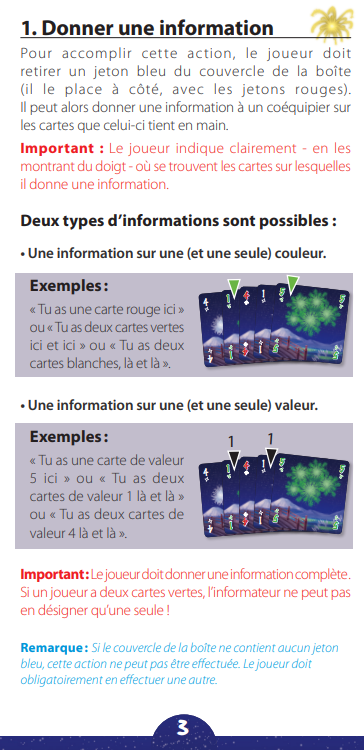 1. Donner une information
Pour accomplir cette action, le joueur doit
retirer un jeton bleu du couvercle de la boîte
(il le place à côté, avec les jetons rouges).
Il peut alors donner une information à un coéquipier sur
les cartes que celui-ci tient en main.
Important : Le joueur indique clairement - en les
montrant du doigt - où se trouvent les cartes sur lesquelles
il donne une information.
Deux types d'informations sont possibles :
• Une information sur une (et une seule) couleur.
Exemples :
« Tu as une carte rouge ici »
ou « Tu as deux cartes vertes
ici et ici » ou « Tu as deux
cartes blanches, là et là ».
4 1 4 1
• Une information sur une (et une seule) valeur.
Exemples :
« Tu as une carte de valeur
5 ici » ou « Tu as deux
cartes de valeur 1 là et là »
ou « Tu as deux cartes de
valeur 4 là et là ».
1 1
4 1 4 1
Important : Le joueur doit donner une information complète.
Si un joueur a deux cartes vertes, l'informateur ne peut pas
en désigner qu'une seule !
Remarque : Si le couvercle de la boîte ne contient aucun jeton
bleu, cette action ne peut pas être effectuée. Le joueur doit
obligatoirement en effectuer une autre.
3